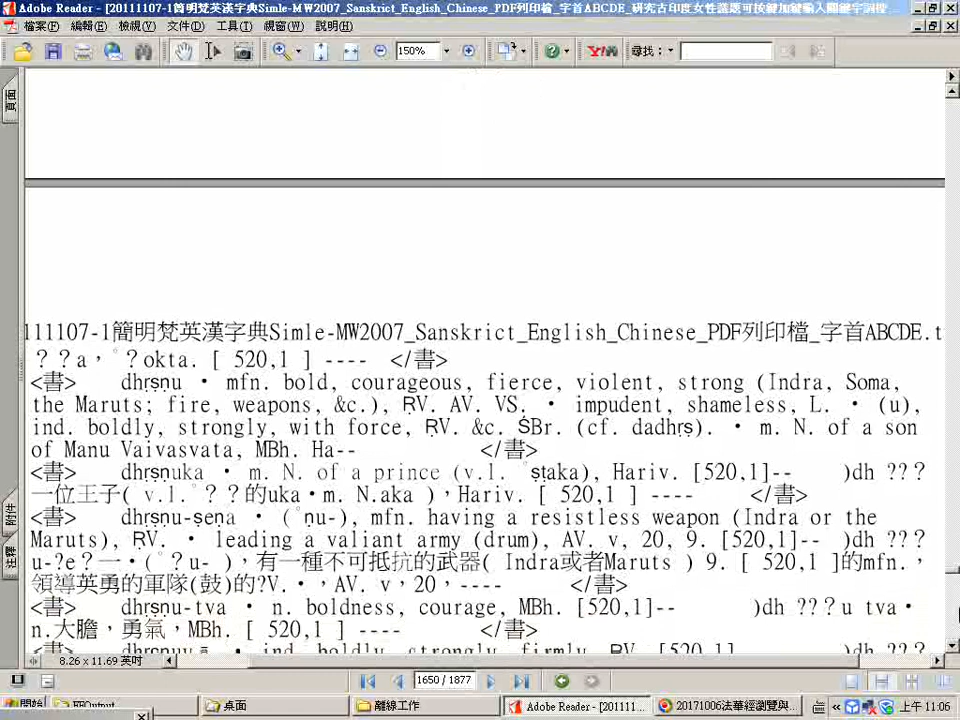 Adobe Reader - [20111107-1簡明梵英漢字典Simle-MW2007_Sanskrict_English_Chinese_PDF列印檔_字首ABCDE_研究古印度女性議題可按鍵加鍵輸入關鍵字詞搜
檔案(F) 編輯(E) 檢視(V) 文件(D) 工具(T) 視窗(W) 說明(H)
150% 尋找:
頁面
111107-1簡明梵英漢字典Simle-MW2007_Sanskrict_English_Chinese_PDF列印檔_字首ABCDE.t
？？a，°？okta. [ 520,1 ] ---- </書>
<書> dhṛṣṇu • mfn. bold, courageous, fierce, violent, strong (Indra, Soma,
the Maruts; fire, weapons, &c.), ṚV. AV. VS. • impudent, shameless, L. • (u),
ind. boldly, strongly, with force, ṚV. &c. ŚBr. (cf. dadhṛṣ). • m. N. of a son
of Manu Vaivasvata, MBh. Ha-- </書>
<書> dhṛṣṇuka • m. N. of a prince (v.l. °ṣṭaka), Hariv. [520,1]-- )dh ??？
一位王子( v.l.°？？的uka•m. N.aka )，Hariv. [ 520,1 ] ---- </書>
<書> dhṛṣṇu-ṣeṇa • (°ṇu-), mfn. having a resistless weapon (Indra or the
Maruts), ṚV. • leading a valiant army (drum), AV. v, 20, 9. [520,1]-- )dh ??？
u-?e？一•(°？u- )，有一種不可抵抗的武器( Indra或者Maruts ) 9. [ 520,1 ]的mfn.，
領導英勇的軍隊(鼓)的?V.•，AV. v，20，---- </書>
<書> dhṛṣṇu-tva • n. boldness, courage, MBh. [520,1]-- )dh ??？u tva•
n.大膽，勇氣，MBh. [ 520,1 ] ---- </書>
附件
註釋
8.26 x 11.69 英吋
1650 / 1877
開始 EEOutput 桌面 離線工作 Adobe Reader - [201111... 20171006法華經瀏覽與... 上午 11:06